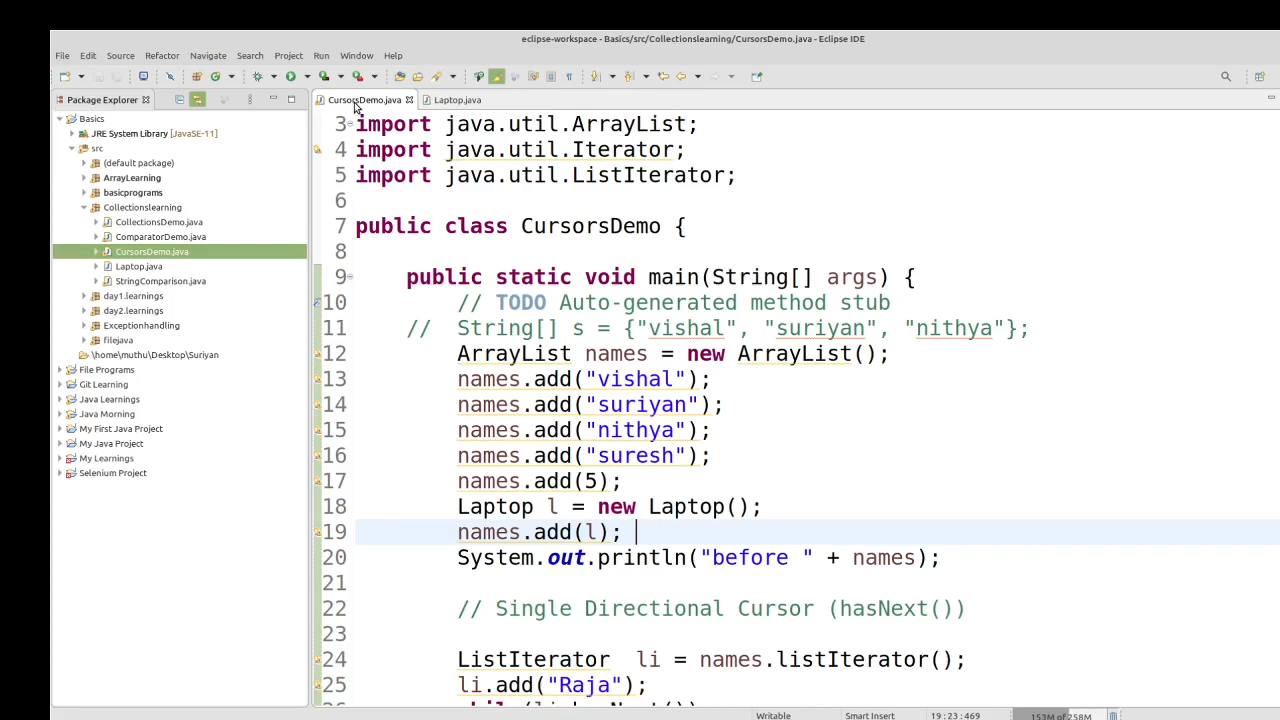 eclipse-workspace - Basics/src/Collectionslearning/CursorsDemo.java - Eclipse IDE
File Edit Source Refactor Navigate Search Project Run Window Help
Package Explorer
CursorsDemo.java Laptop.java
Basics
JRE System Library [JavaSE-11]
src
(default package)
ArrayLearning
basicprograms
Collectionslearning
CollectionsDemo.java
ComparatorDemo.java
CursorsDemo.java
Laptop.java
StringComparison.java
day1.learnings
day2.learnings
Exceptionhandling
filejava
\home\muthu\Desktop\Suriyan
File Programs
Git Learning
Java Learnings
Java Morning
My First Java Project
My Java Project
My Learnings
Selenium Project
3 import java.util.ArrayList;
4 import java.util.Iterator;
5 import java.util.ListIterator;
6
7 public class CursorsDemo {
8
9 public static void main(String[] args) {
10 // TODO Auto-generated method stub
11 // String[] s = {"vishal", "suriyan", "nithya"};
12 ArrayList names = new ArrayList();
13 names.add("vishal");
14 names.add("suriyan");
15 names.add("nithya");
16 names.add("suresh");
17 names.add(5);
18 Laptop l = new Laptop();
19 names.add(l);
20 System.out.println("before " + names);
21
22 // Single Directional Cursor (hasNext())
23
24 ListIterator li = names.listIterator();
25 li.add("Raja");
Writable Smart Insert 19:23:469 153M of 258M